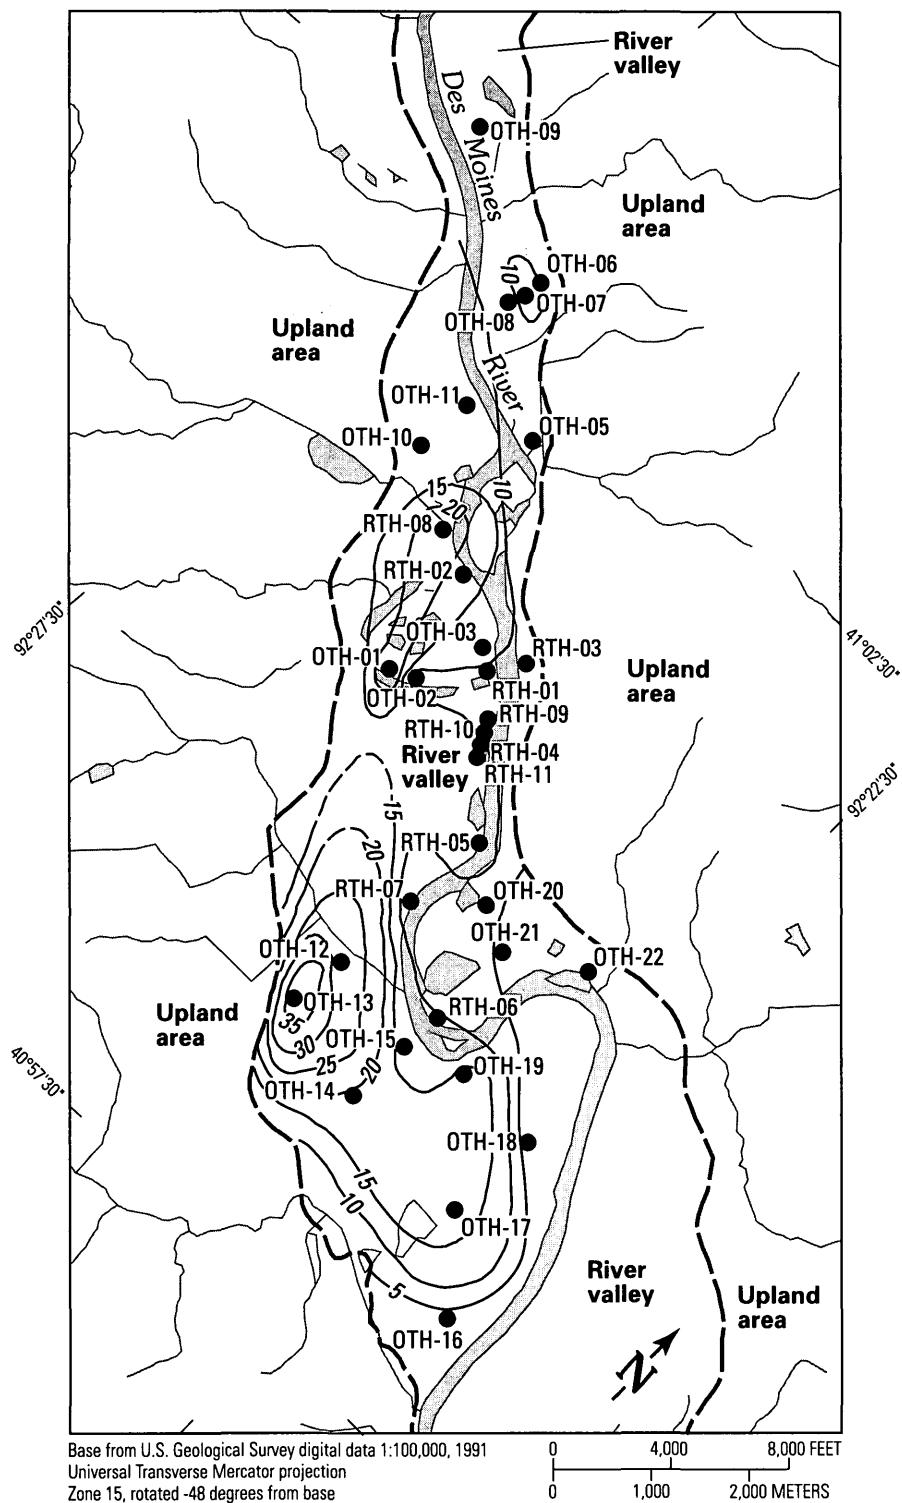 River
valley
Des
Moines
OTH-09
Upland
area
OTH-06
10
OTH-07
OTH-08
Upland
area
River
OTH-11
OTH-05
OTH-10
15
10
20
RTH-08
RTH-02
92°27'30"
OTH-03
41°02'30"
OTH-01
RTH-03
Upland
area
OTH-02
RTH-01
RTH-09
RTH-10
River
valley
RTH-04
RTH-11
92°22'30"
15
20
RTH-05
RTH-07
OTH-20
OTH-21
OTH-12
OTH-22
OTH-13
RTH-06
Upland
area
35
30
OTH-15
25
20
OTH-19
40°57'30"
OTH-14
OTH-18
15
10
OTH-17
5
River
valley
Upland
area
OTH-16
N
Base from U.S. Geological Survey digital data 1:100,000, 1991
Universal Transverse Mercator projection
Zone 15, rotated -48 degrees from base
0 4,000 8,000 FEET
0 1,000 2,000 METERS